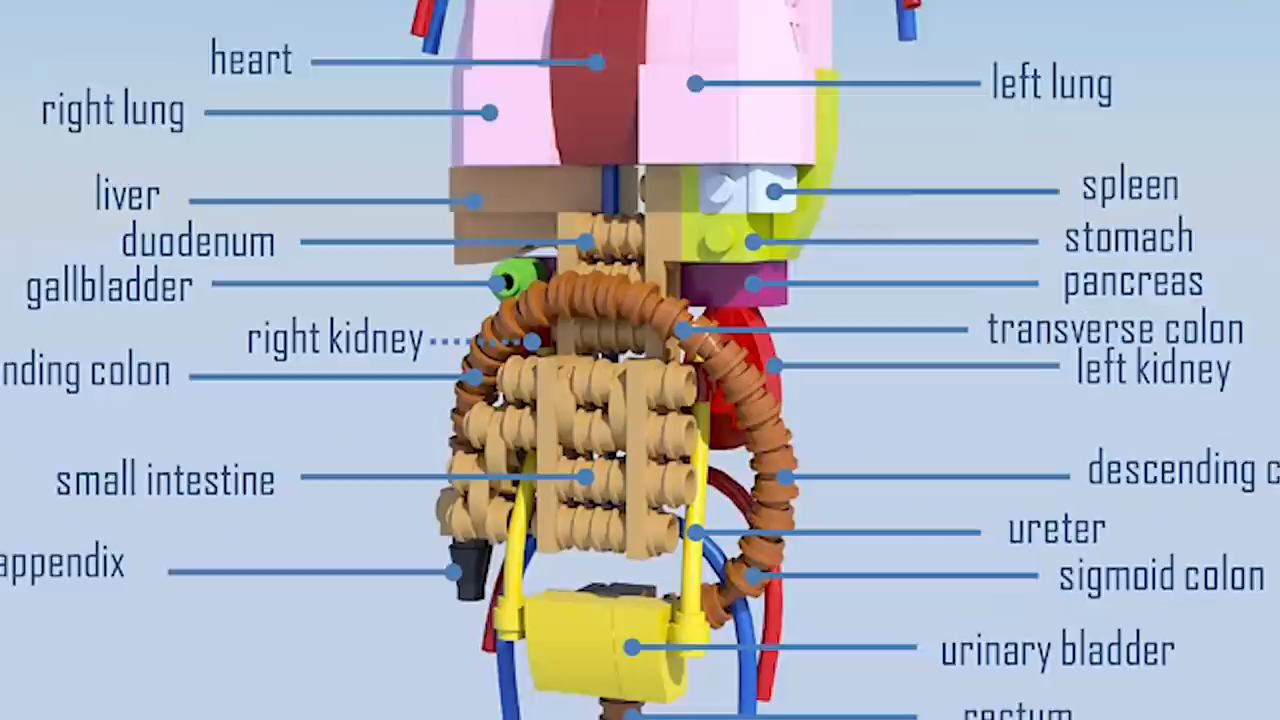 heart
right lung
liver
duodenum
gallbladder
right kidney
nding colon
small intestine
appendix
left lung
spleen
stomach
pancreas
transverse colon
left kidney
descending c
ureter
sigmoid colon
urinary bladder
rectum